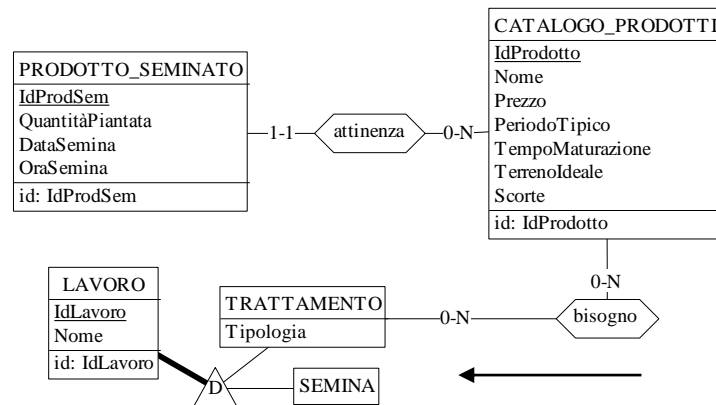 CATALOGO_PRODOTTI
IdProdotto
Nome
Prezzo
PeriodoTipico
TempoMaturazione
TerrenoIdeale
Scorte
id: IdProdotto
PRODOTTO_SEMINATO
IdProdSem
QuantitàPiantata
DataSemina
OraSemina
id: IdProdSem
1-1
attinenza
0-N
0-N
LAVORO
IdLavoro
Nome
id: IdLavoro
TRATTAMENTO
Tipologia
0-N
bisogno
D
SEMINA